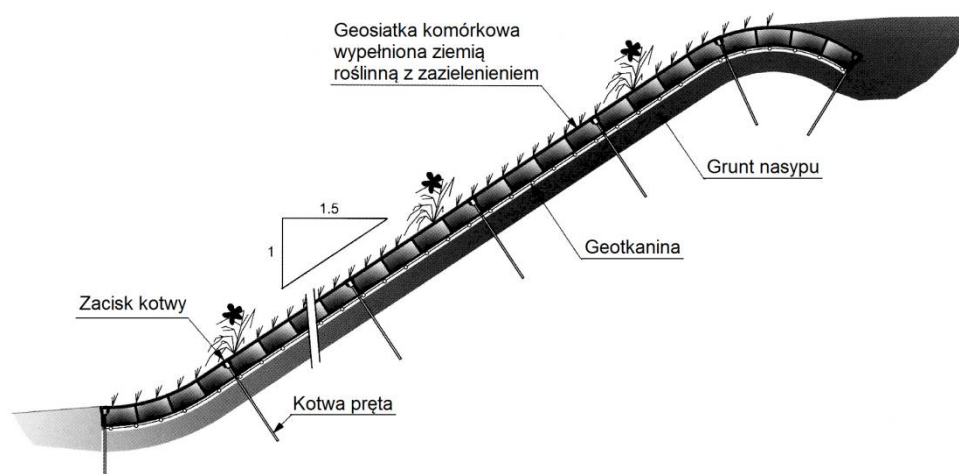 Geosiatka komórkowa
wypełniona ziemią
roślinną z zazielenieniem
Grunt nasypu
1.5
1
Geotkanina
Zacisk kotwy
Kotwa pręta